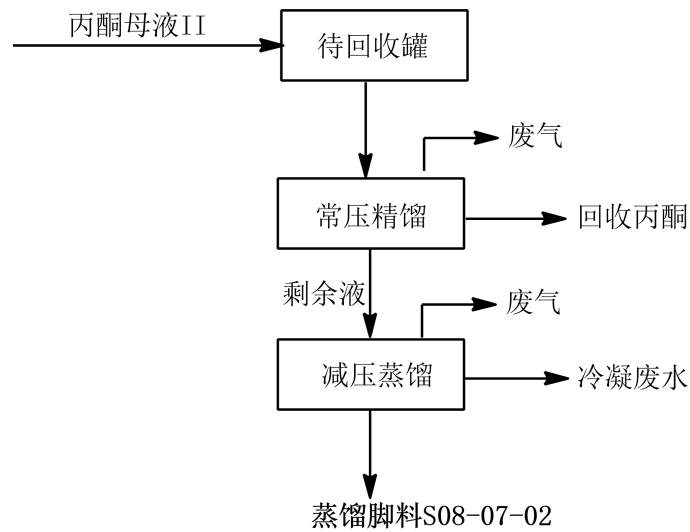 丙酮母液II
待回收罐
废气
常压精馏
回收丙酮
剩余液
废气
减压蒸馏
冷凝废水
蒸馏脚料S08-07-02